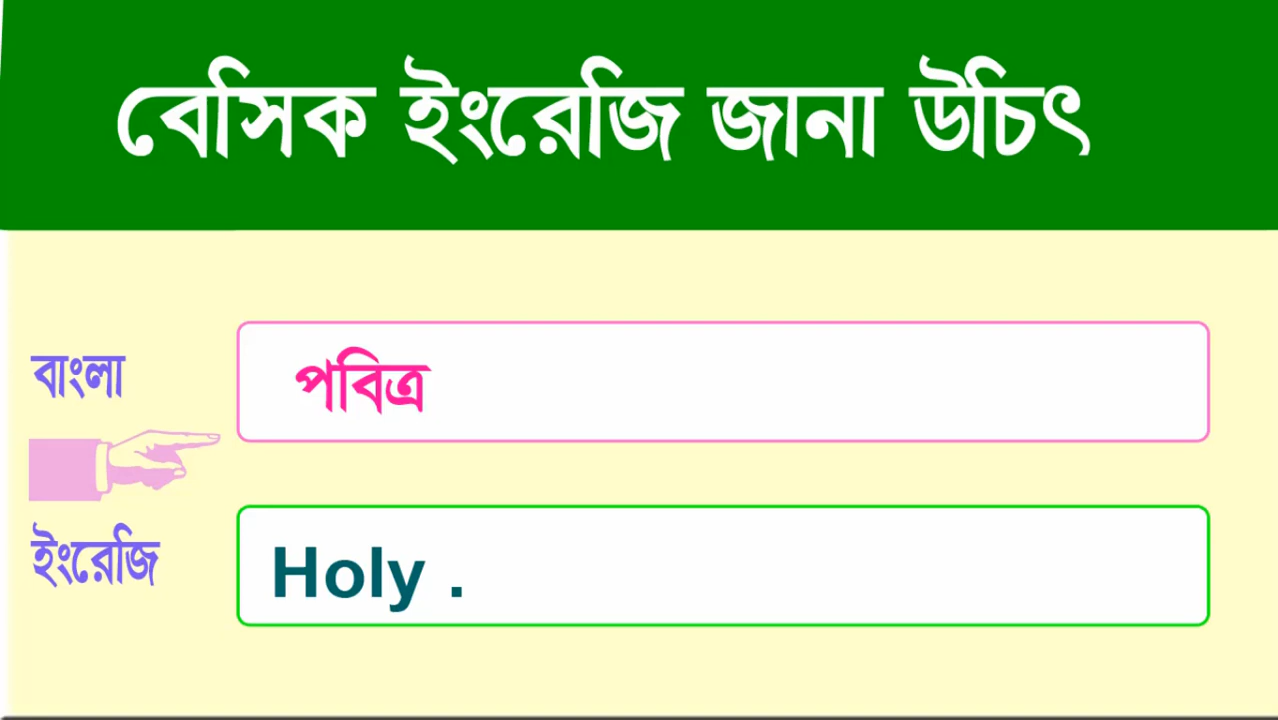 বেসিক ইংরেজি জানা উচিৎ
বাংলা
পবিত্র
ইংরেজি
Holy .